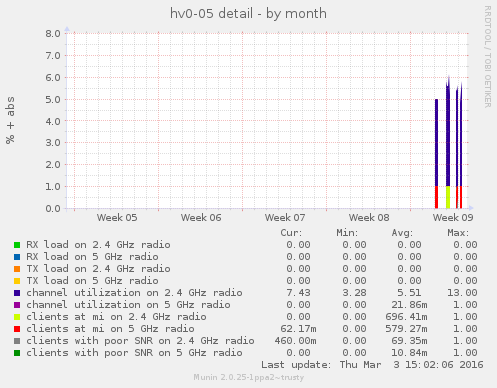 hv0-05 detail - by month
RRDTOOL / TOBI OETIKER
% + abs
8.0
7.0
6.0
5.0
4.0
3.0
2.0
1.0
0.0
Week 05 Week 06 Week 07 Week 08 Week 09
Cur: Min: Avg: Max:
RX load on 2.4 GHz radio 0.00 0.00 0.00 0.00
RX load on 5 GHz radio 0.00 0.00 0.00 0.00
TX load on 2.4 GHz radio 0.00 0.00 0.00 0.00
TX load on 5 GHz radio 0.00 0.00 0.00 0.00
channel utilization on 2.4 GHz radio 7.43 3.28 5.51 13.00
channel utilization on 5 GHz radio 0.00 0.00 21.86m 1.00
clients at mi on 2.4 GHz radio 0.00 0.00 696.41m 1.00
clients at mi on 5 GHz radio 62.17m 0.00 579.27m 1.00
clients with poor SNR on 2.4 GHz radio 460.00m 0.00 69.35m 1.00
clients with poor SNR on 5 GHz radio 0.00 0.00 10.84m 1.00
Last update: Thu Mar 3 15:02:06 2016
Munin 2.0.25-1ppa2~trusty